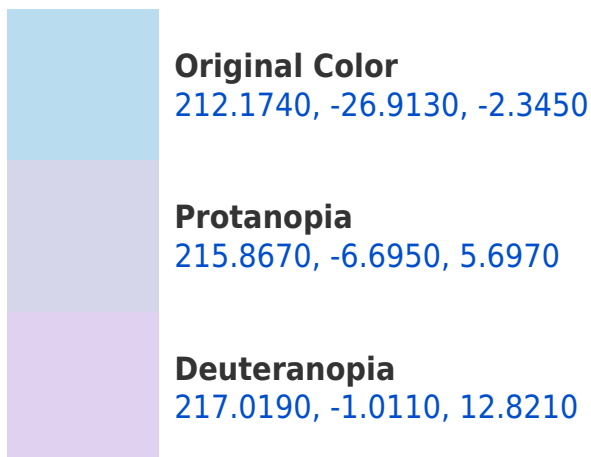 Original Color
212.1740, -26.9130, -2.3450
Protanopia
215.8670, -6.6950, 5.6970
Deuteranopia
217.0190, -1.0110, 12.8210